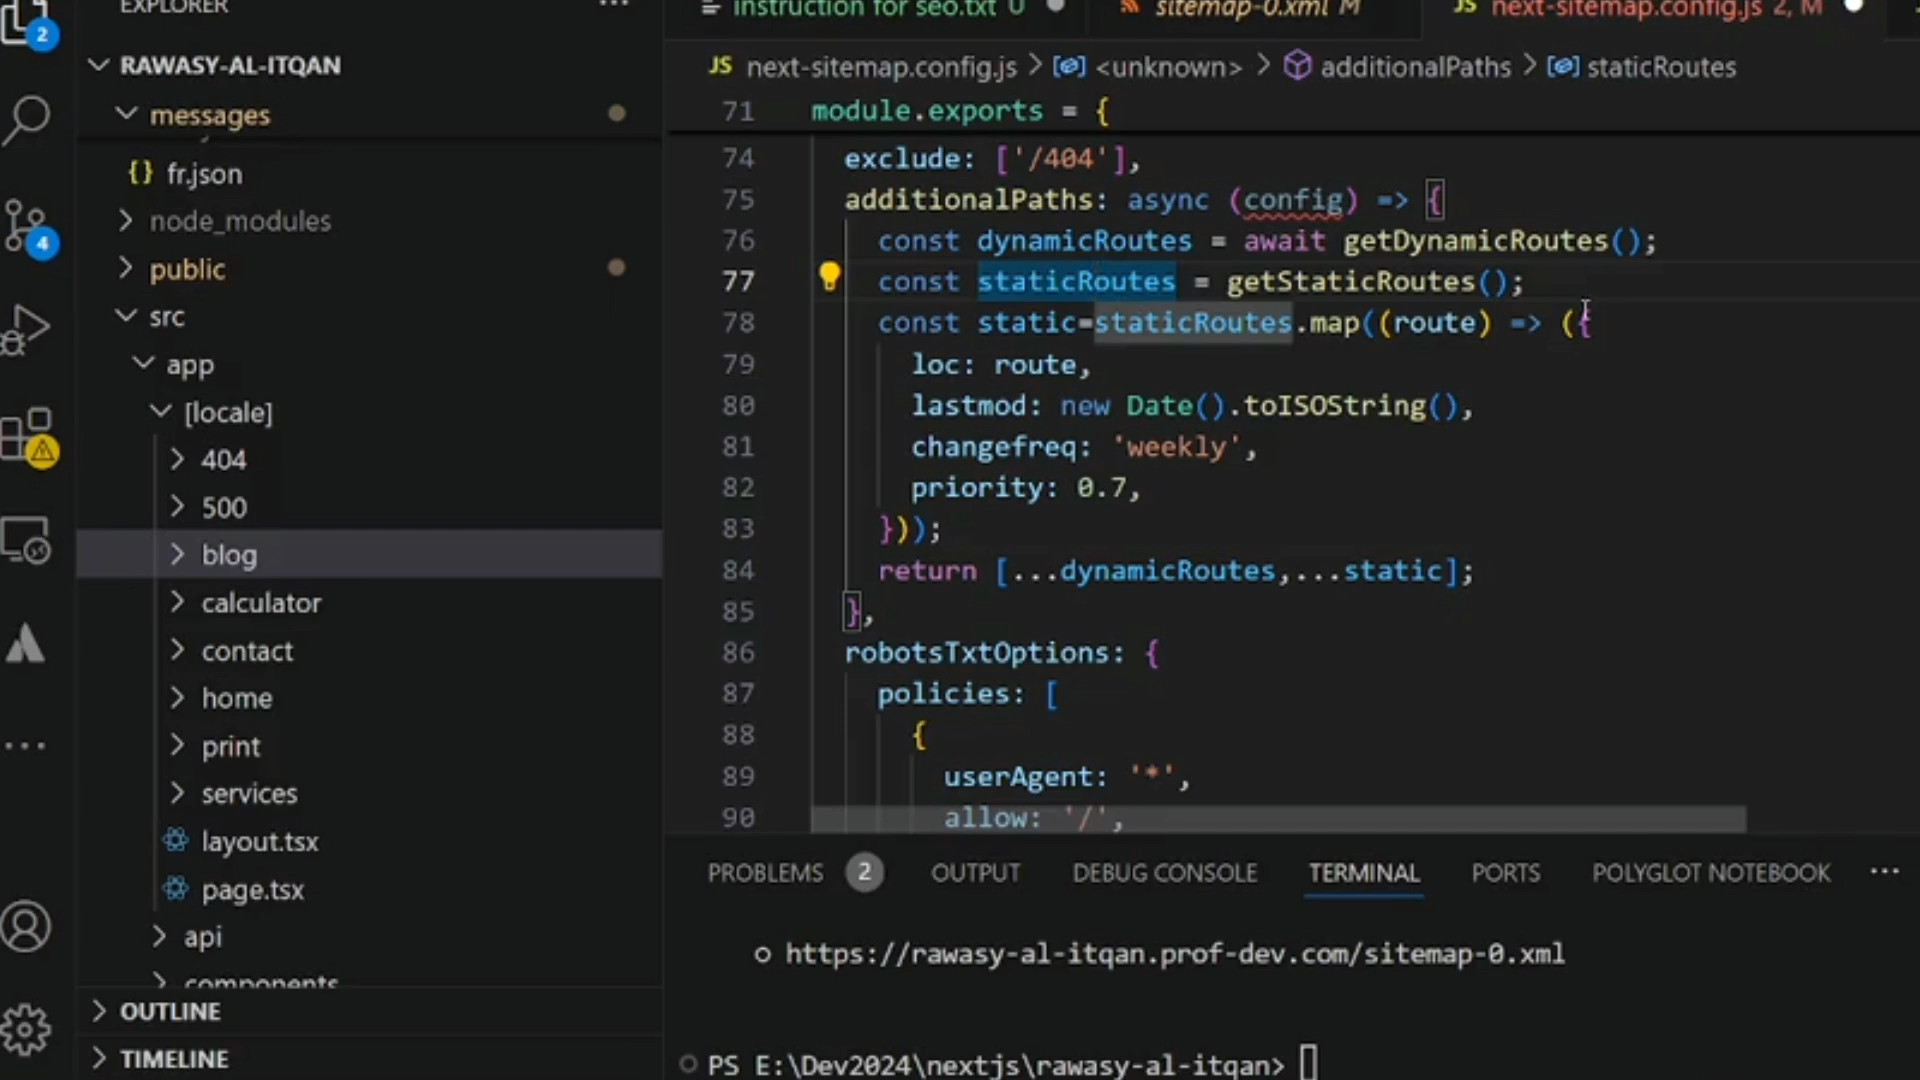 EXPLORER
2
RAWASY-AL-ITQAN
messages
{} fr.json
node_modules
public
src
app
[locale]
404
500
blog
calculator
contact
home
print
services
layout.tsx
page.tsx
api
components
OUTLINE
TIMELINE
4
instruction for seo.txt U
sitemap-0.xml M
JS next-sitemap.config.js 2, M
JS next-sitemap.config.js > <unknown> > additionalPaths > staticRoutes
71 module.exports = {
74 exclude: ['/404'],
75 additionalPaths: async (config) => {
76 const dynamicRoutes = await getDynamicRoutes();
77 const staticRoutes = getStaticRoutes();
78 const static=staticRoutes.map((route) => ({
79 loc: route,
80 lastmod: new Date().toISOString(),
81 changefreq: 'weekly',
82 priority: 0.7,
83 }));
84 return [...dynamicRoutes,...static];
85 },
86 robotsTxtOptions: {
87 policies: [
88 {
89 userAgent: '*',
90 allow: '/',
PROBLEMS 2 OUTPUT DEBUG CONSOLE TERMINAL PORTS POLYGLOT NOTEBOOK ...
○ https://rawasy-al-itqan.prof-dev.com/sitemap-0.xml
PS E:\Dev2024\nextjs\rawasy-al-itqan>